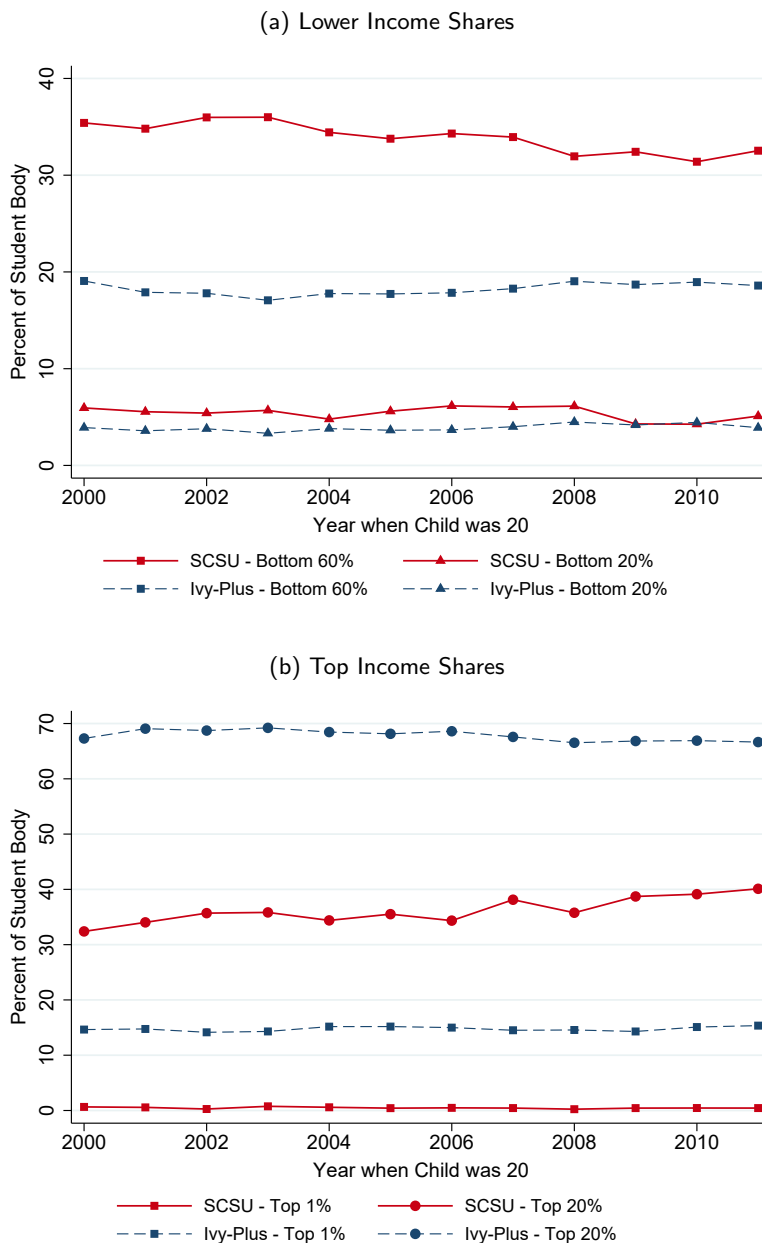 (a) Lower Income Shares
40
30
20
10
0
Percent of Student Body
2000 2002 2004 2006 2008 2010
Year when Child was 20
SCSU - Bottom 60% SCSU - Bottom 20%
Ivy-Plus - Bottom 60% Ivy-Plus - Bottom 20%
(b) Top Income Shares
70
60
50
40
30
20
10
0
Percent of Student Body
2000 2002 2004 2006 2008 2010
Year when Child was 20
SCSU - Top 1% SCSU - Top 20%
Ivy-Plus - Top 1% Ivy-Plus - Top 20%